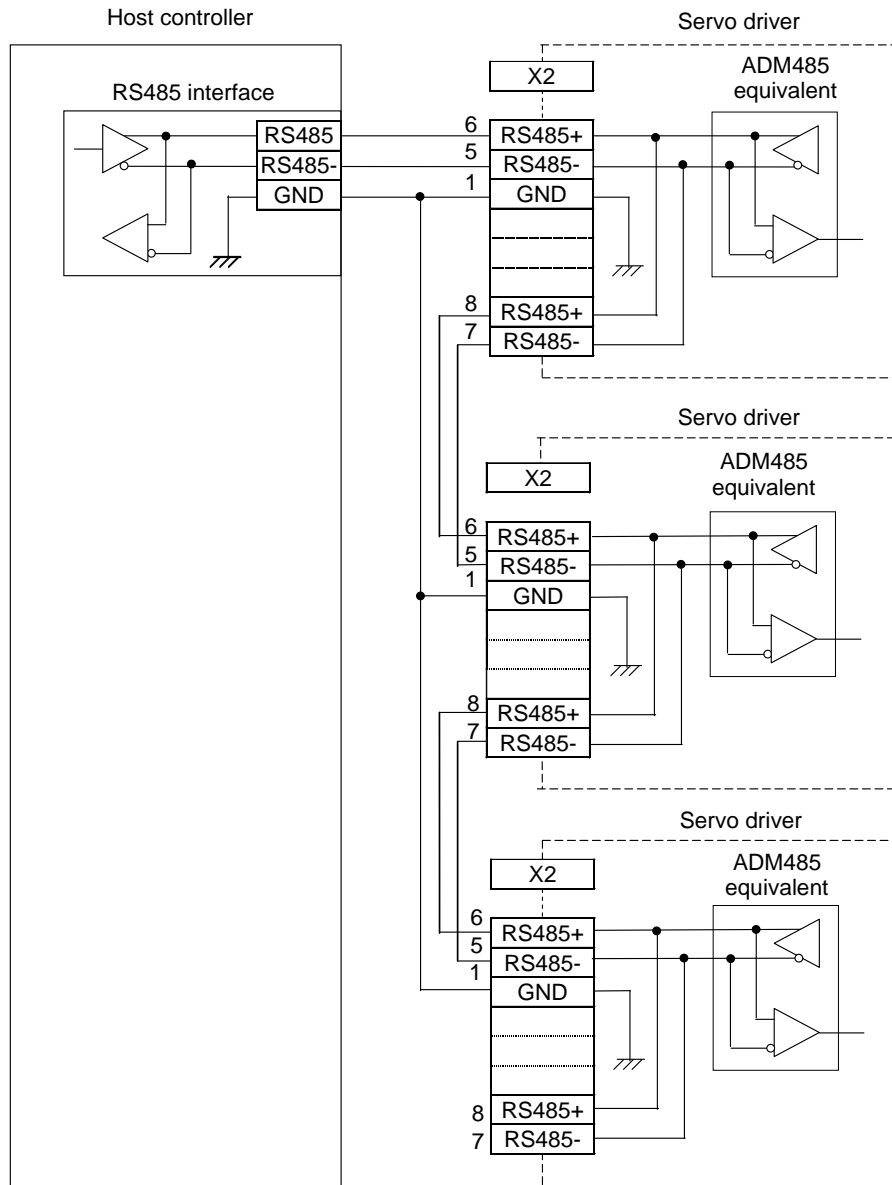 Host controller
Servo driver
X2
ADM485
equivalent
RS485 interface
RS485
RS485-
GND
6
5
1
RS485+
RS485-
GND
8
7
RS485+
RS485-
Servo driver
X2
ADM485
equivalent
6
5
1
RS485+
RS485-
GND
8
7
RS485+
RS485-
Servo driver
X2
ADM485
equivalent
6
5
1
RS485+
RS485-
GND
8
7
RS485+
RS485-